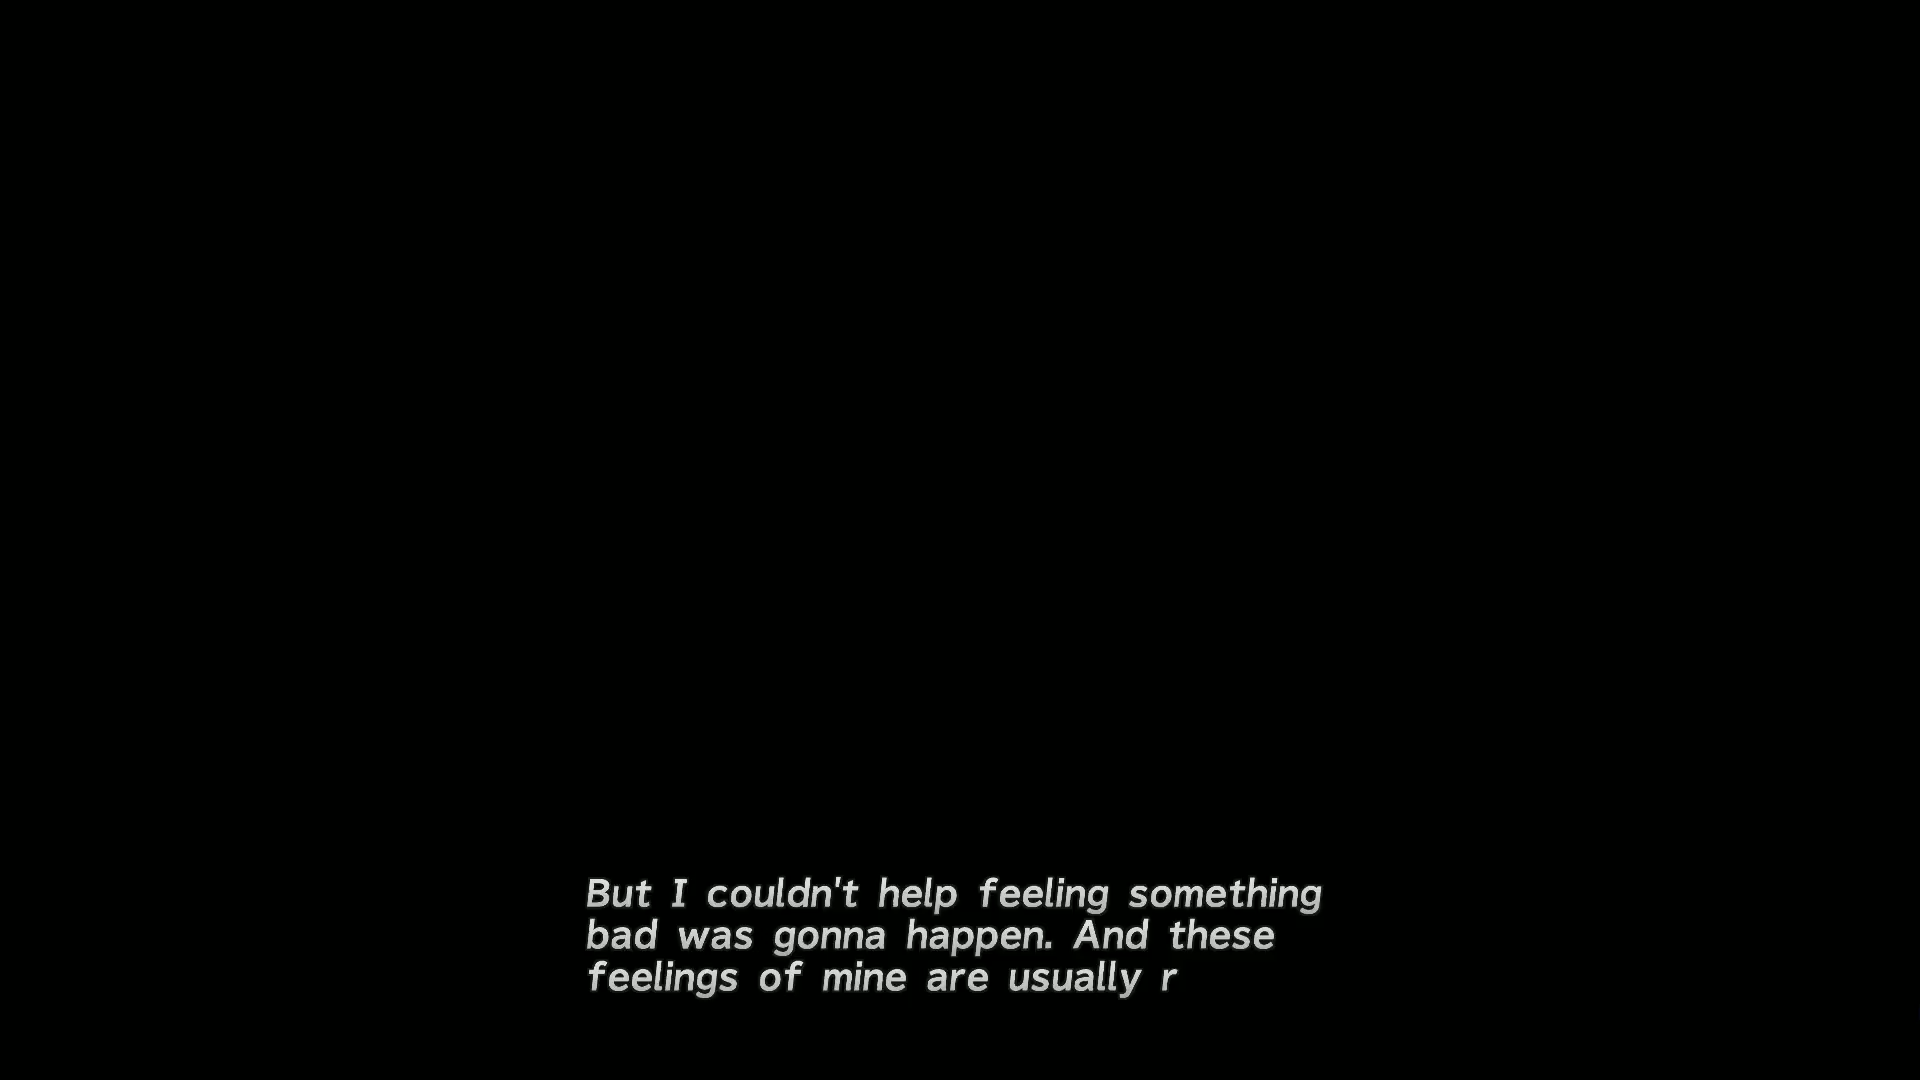 But I couldn't help feeling something
bad was gonna happen. And these
feelings of mine are usually r